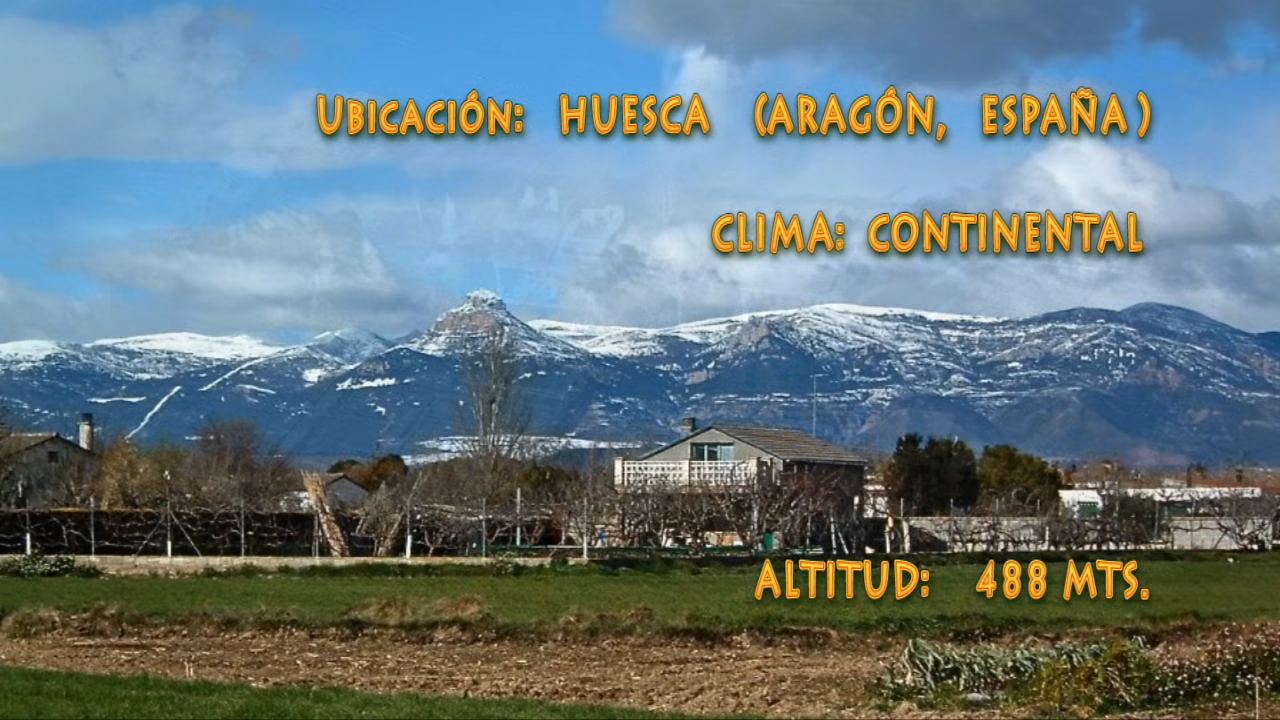 Ubicación: HUESCA (ARAGÓN, ESPAÑA)
CLIMA: CONTINENTAL
ALTITUD: 488 MTS.